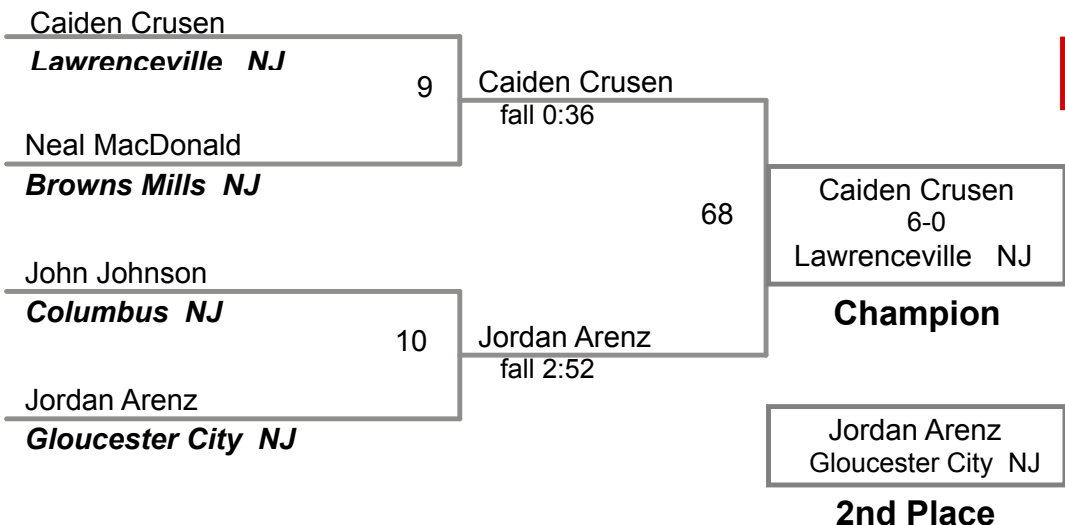 Caiden Crusen
Lawrenceville NJ
9
Caiden Crusen
fall 0:36
Neal MacDonald
Browns Mills NJ
68
Caiden Crusen
6-0
Lawrenceville NJ
Champion
John Johnson
Columbus NJ
10
Jordan Arenz
fall 2:52
Jordan Arenz
Gloucester City NJ
Jordan Arenz
Gloucester City NJ
2nd Place